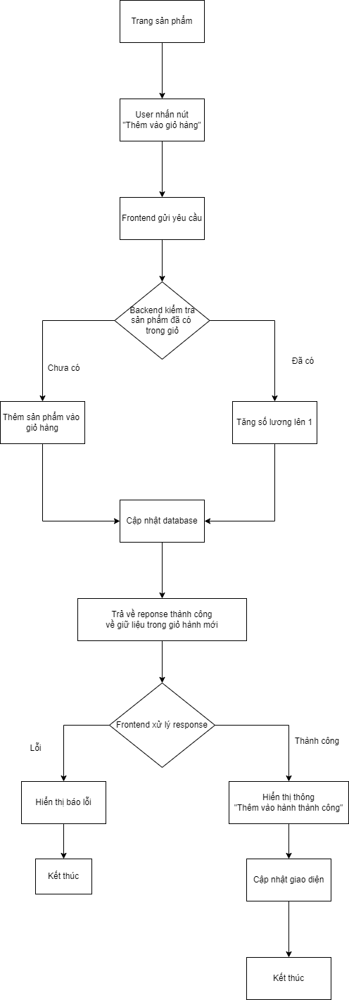 Trang sản phẩm
User nhấn nút
"Thêm vào giỏ hàng"
Frontend gửi yêu cầu
Backend kiểm tra
sản phẩm đã có
trong giỏ
Chưa có
Đã có
Thêm sản phẩm vào
giỏ hàng
Tăng số lương lên 1
Cập nhật database
Trả về reponse thành công
về giữ liệu trong giỏ hành mới
Frontend xử lý response
Lỗi
Thành công
Hiển thị báo lỗi
Hiển thị thông
"Thêm vào hành thành công"
Kết thúc
Cập nhật giao diện
Kết thúc